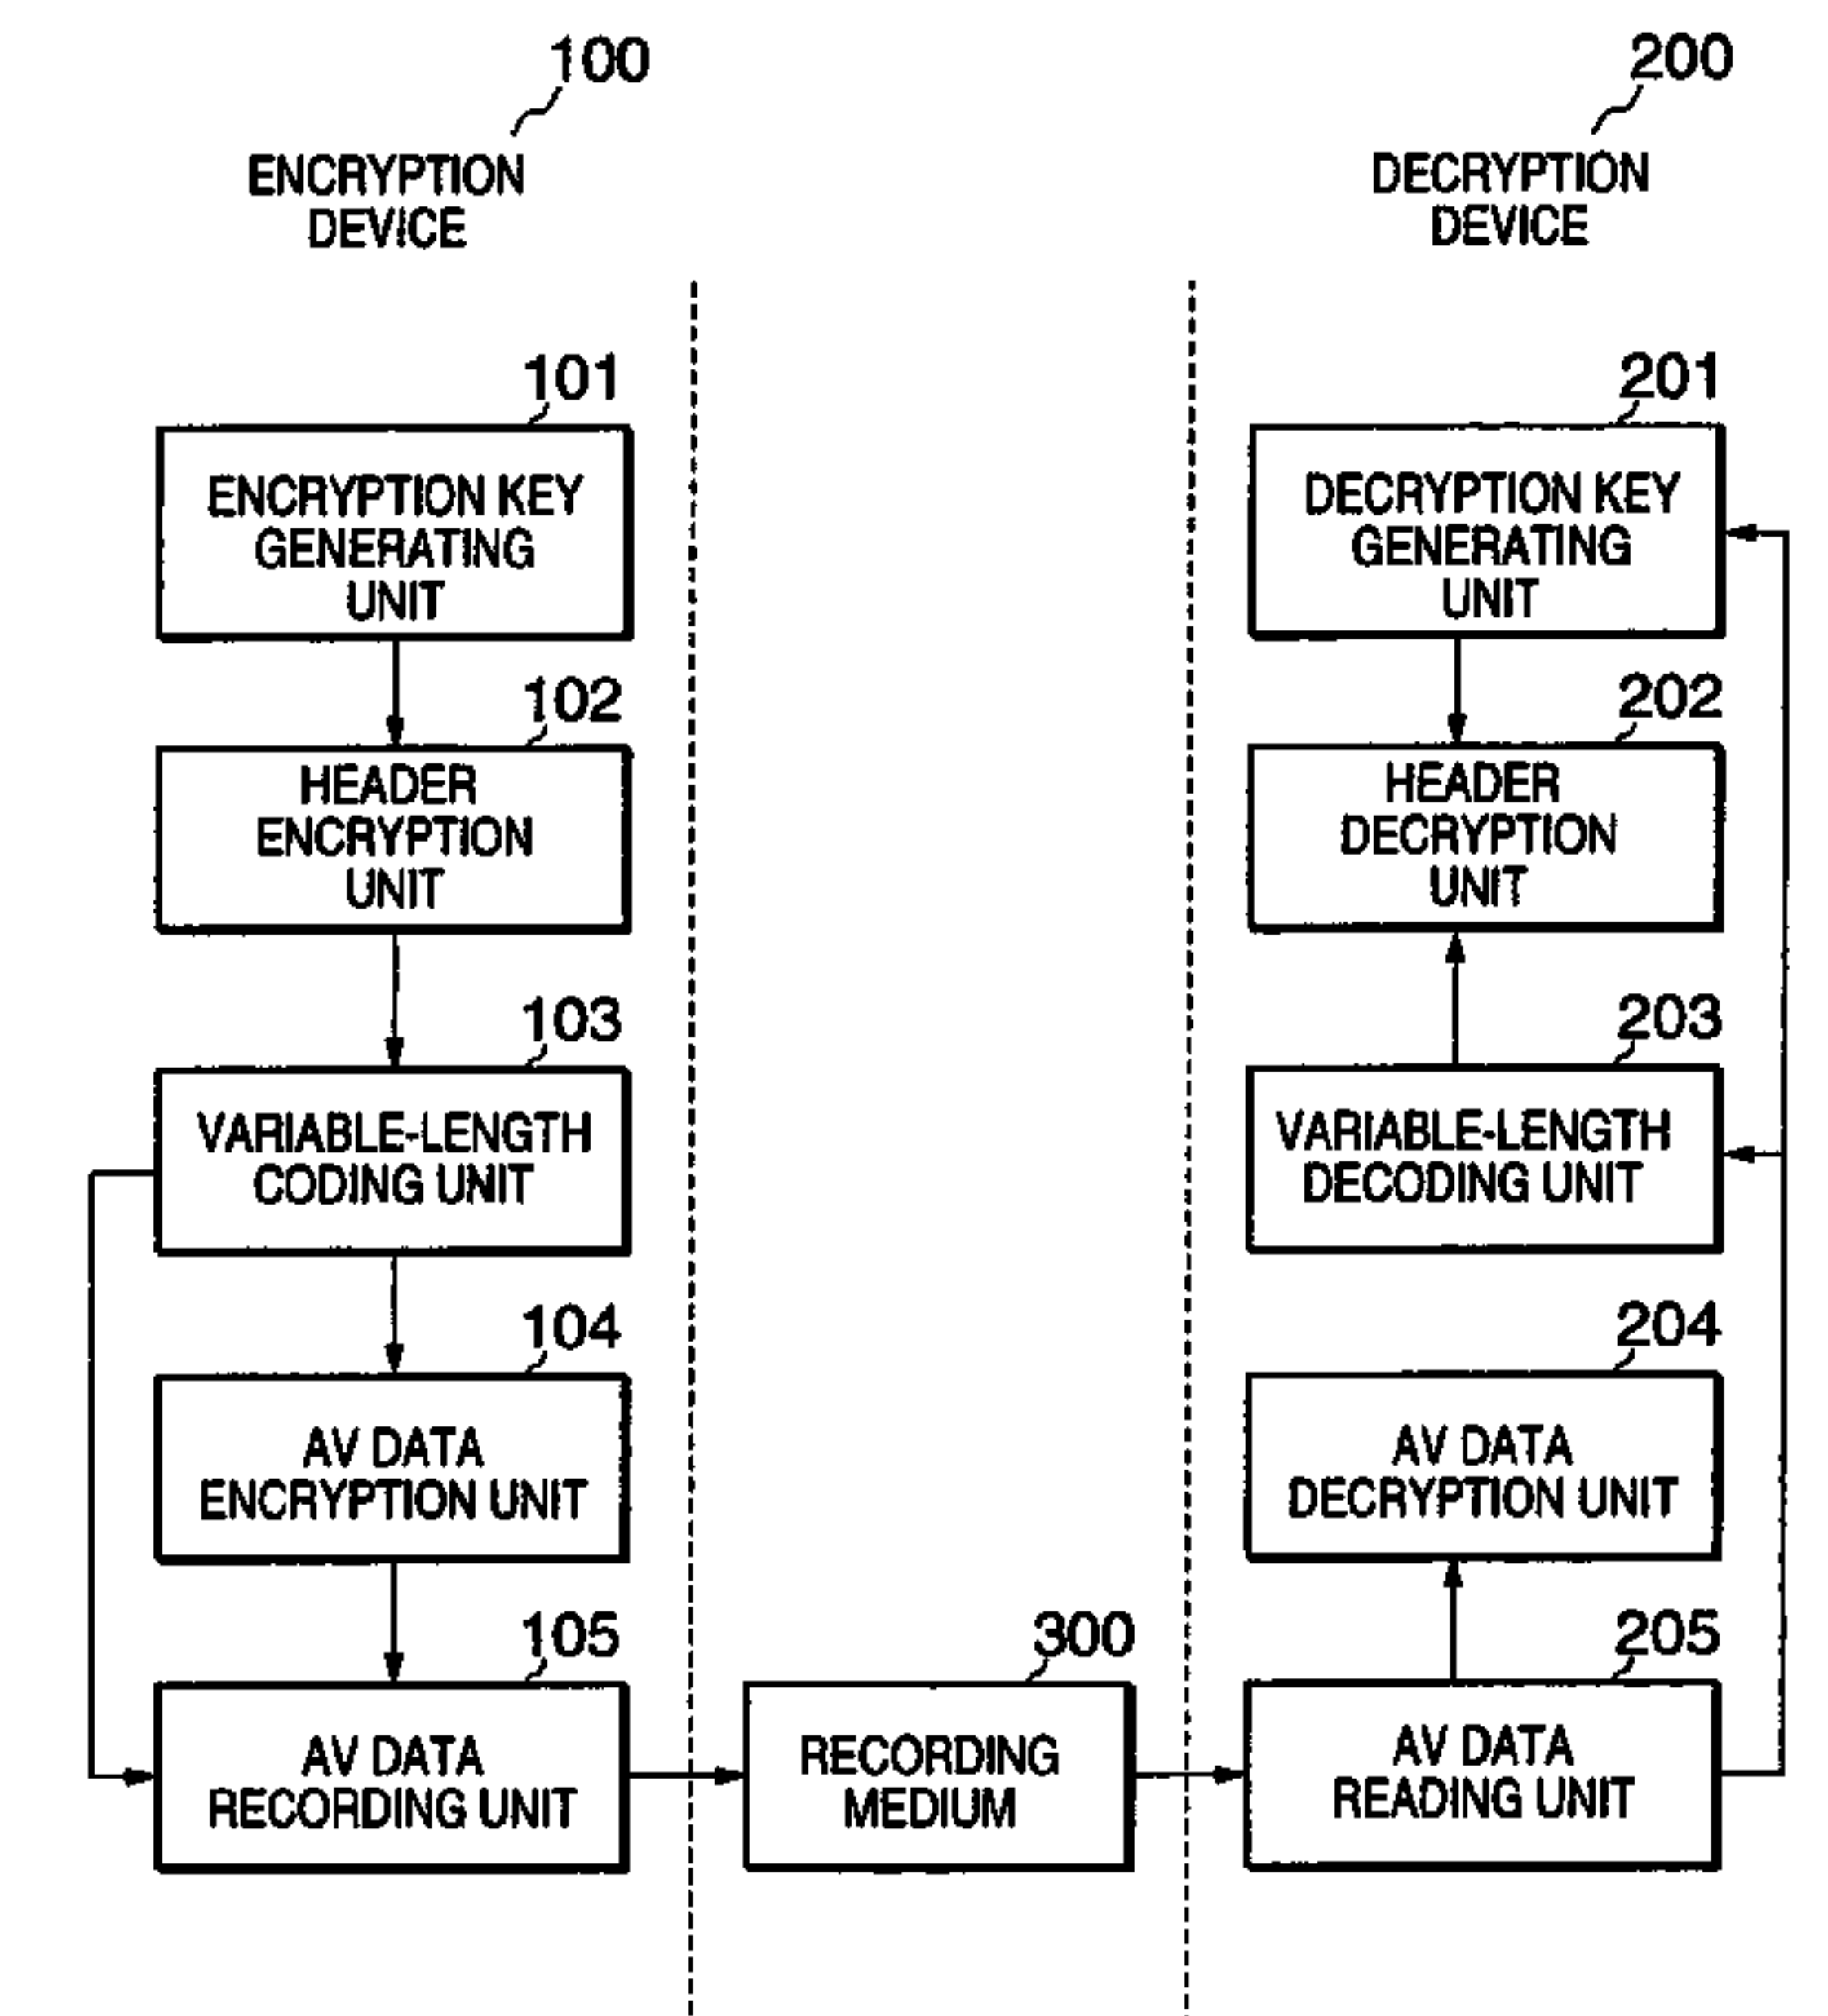 100
ENCRYPTION
DEVICE
101
ENCRYPTION KEY
GENERATING
UNIT
102
HEADER
ENCRYPTION
UNIT
103
VARIABLE-LENGTH
CODING UNIT
104
AV DATA
ENCRYPTION UNIT
105
AV DATA
RECORDING UNIT
300
RECORDING
MEDIUM
200
DECRYPTION
DEVICE
201
DECRYPTION KEY
GENERATING
UNIT
202
HEADER
DECRYPTION
UNIT
203
VARIABLE-LENGTH
DECODING UNIT
204
AV DATA
DECRYPTION UNIT
205
AV DATA
READING UNIT